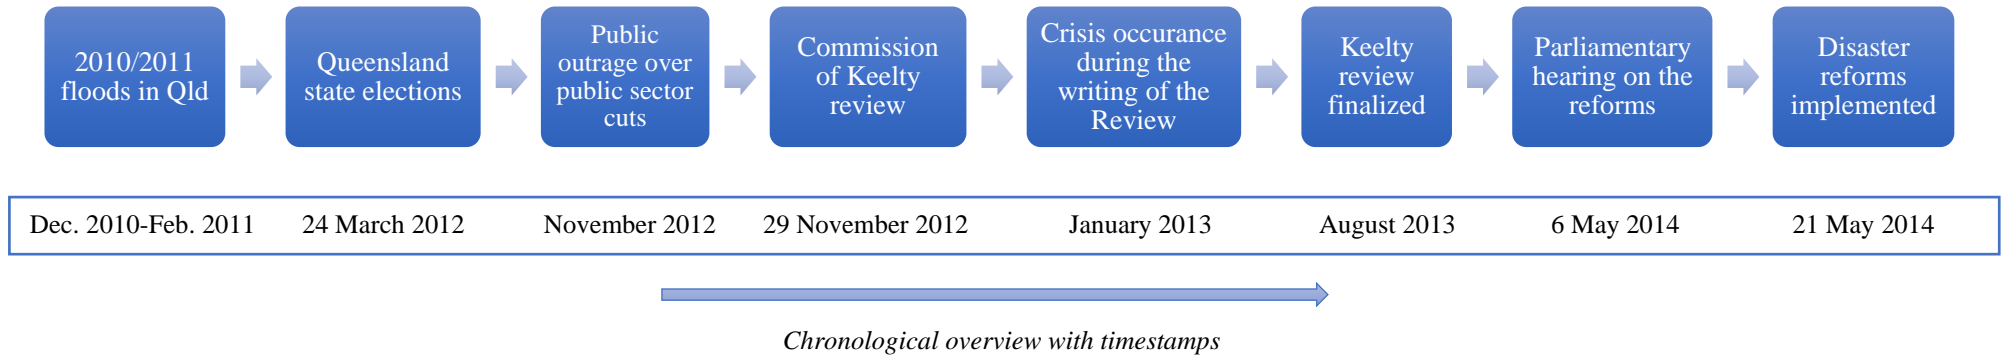 2010/2011
floods in Qld
Queensland
state elections
Public
outrage over
public sector
cuts
Commission
of Keelty
review
Crisis occurance
during the
writing of the
Review
Keelty
review
finalized
Parliamentary
hearing on the
reforms
Disaster
reforms
implemented
Dec. 2010-Feb. 2011
24 March 2012
November 2012
29 November 2012
January 2013
August 2013
6 May 2014
21 May 2014
Chronological overview with timestamps